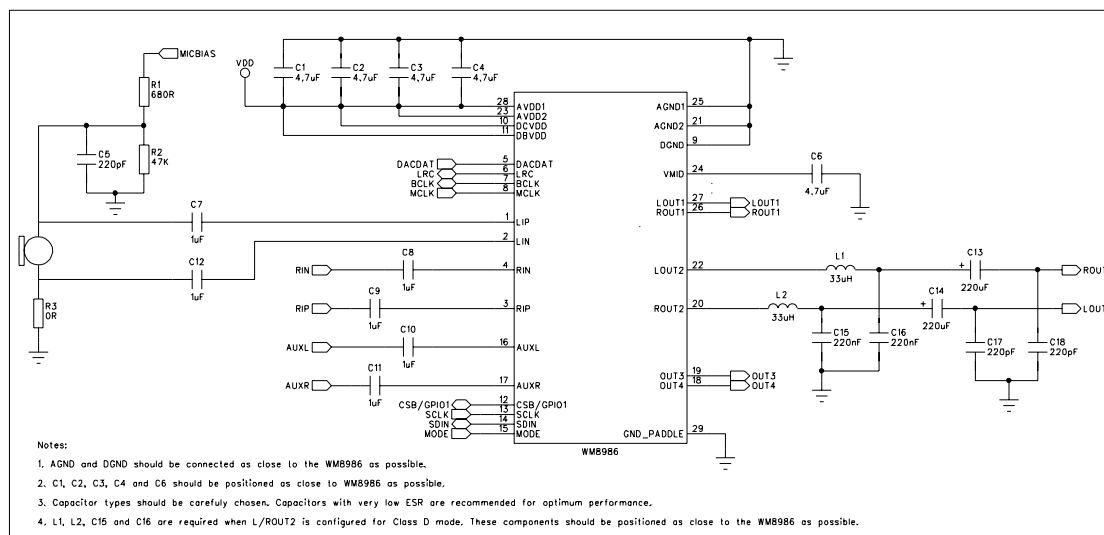 MICBIAS
R1
680R
R2
47K
C5
220pF
VDD
C1
4,7uF
C2
4,7uF
C3
4,7uF
C4
4,7uF
28 AVDD1
23 AVDD2
10 DCVDD
11 DBVDD
DACDAT 5 DACDAT
LRC 6 LRC
BCLK 7 BCLK
MCLK 8 MCLK
C7
1uF
1 LIP
C12
1uF
2 LIN
R3
0R
RIN
C8
1uF
4 RIN
RIP
C9
1uF
3 RIP
AUXL
C10
1uF
16 AUXL
AUXR
C11
1uF
17 AUXR
CSB/GPIO1 12 CSB/GPIO1
SCLK 13 SCLK
SDIN 14 SDIN
MODE 15 MODE
AGND1 25
AGND2 21
DGND 9
VMID 24
C6
4,7uF
LOUT1 27 LOUT1
ROUT1 26 ROUT1
LOUT2 22
L1
33uH
+ C13
220uF
ROUT
ROUT2 20
L2
33uH
+ C14
220uF
LOUT
C15
220nF
C16
220nF
C17
220pF
C18
220pF
OUT3 19 OUT3
OUT4 18 OUT4
GND_PADDLE 29
WM8986
Notes:
1, AGND and DGND should be connected as close to the WM8986 as possible.
2, C1, C2, C3, C4 and C6 should be positioned as close to WM8986 as possible.
3, Capacitor types should be carefuly chosen. Capacitors with very low ESR are recommended for optimum performance.
4, L1, L2, C15 and C16 are required when L/ROUT2 is configured for Class D mode. These components should be positioned as close to the WM8986 as possible.